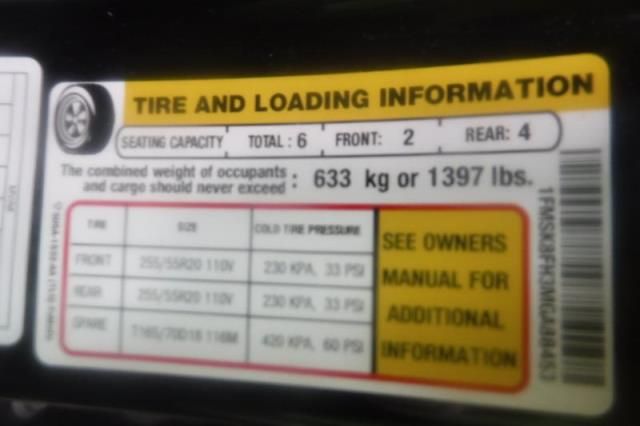 TIRE AND LOADING INFORMATION
SEATING CAPACITY TOTAL : 6 FRONT: 2 REAR: 4
The combined weight of occupants
and cargo should never exceed : 633 kg or 1397 lbs.
TIRE SIZE COLD TIRE PRESSURE
FRONT 255/55R20 110V 230 KPA, 33 PSI
REAR 255/55R20 110V 230 KPA, 33 PSI
SPARE T165/70D18 116M 420 KPA, 60 PSI
SEE OWNERS
MANUAL FOR
ADDITIONAL
INFORMATION